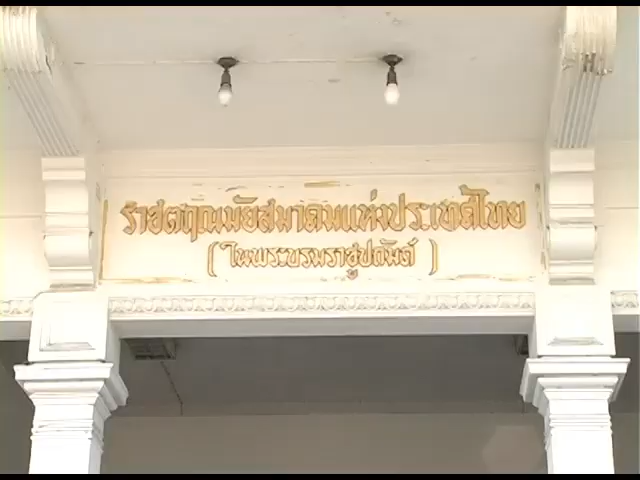 ราชตฤณมัยสมาคมแห่งประเทศไทย
(ในพระบรมราชูปถัมภ์)